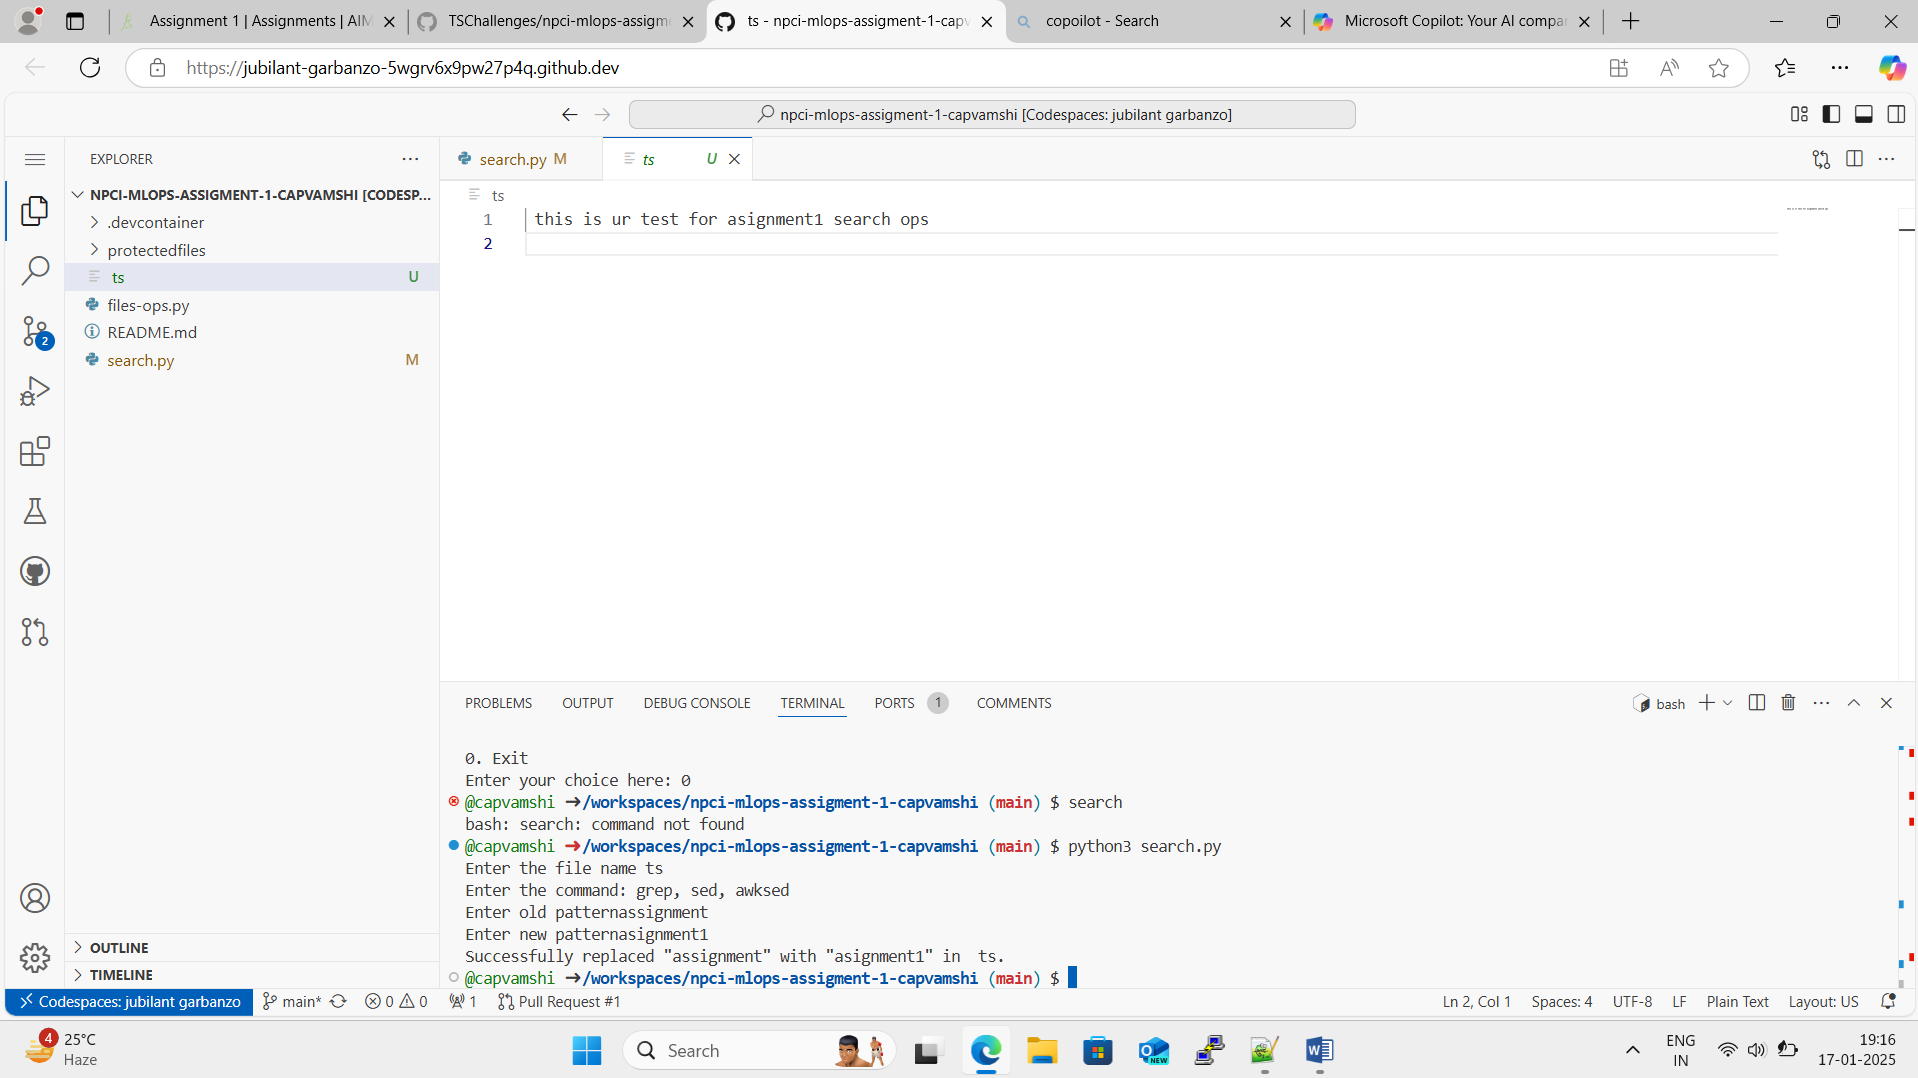 Assignment 1 | Assignments | AIM
TSChallenges/npci-mlops-assigme
ts - npci-mlops-assigment-1-capv
copoilot - Search
Microsoft Copilot: Your AI compa
https://jubilant-garbanzo-5wgrv6x9pw27p4q.github.dev
npci-mlops-assigment-1-capvamshi [Codespaces: jubilant garbanzo]
EXPLORER
NPCI-MLOPS-ASSIGMENT-1-CAPVAMSHI [CODESP...
.devcontainer
protectedfiles
ts U
files-ops.py
README.md
search.py M
2
OUTLINE
TIMELINE
search.py M
ts U
ts
1 this is ur test for asignment1 search ops
2
PROBLEMS OUTPUT DEBUG CONSOLE TERMINAL PORTS 1 COMMENTS
bash
0. Exit
Enter your choice here: 0
@capvamshi ➜/workspaces/npci-mlops-assigment-1-capvamshi (main) $ search
bash: search: command not found
@capvamshi ➜/workspaces/npci-mlops-assigment-1-capvamshi (main) $ python3 search.py
Enter the file name ts
Enter the command: grep, sed, awksed
Enter old patternassignment
Enter new patternasignment1
Successfully replaced "assignment" with "asignment1" in  ts.
@capvamshi ➜/workspaces/npci-mlops-assigment-1-capvamshi (main) $
Codespaces: jubilant garbanzo main* 0 0 1 Pull Request #1
Ln 2, Col 1 Spaces: 4 UTF-8 LF Plain Text Layout: US
4
25°C
Haze
Search
NEW
ENG
IN
19:16
17-01-2025